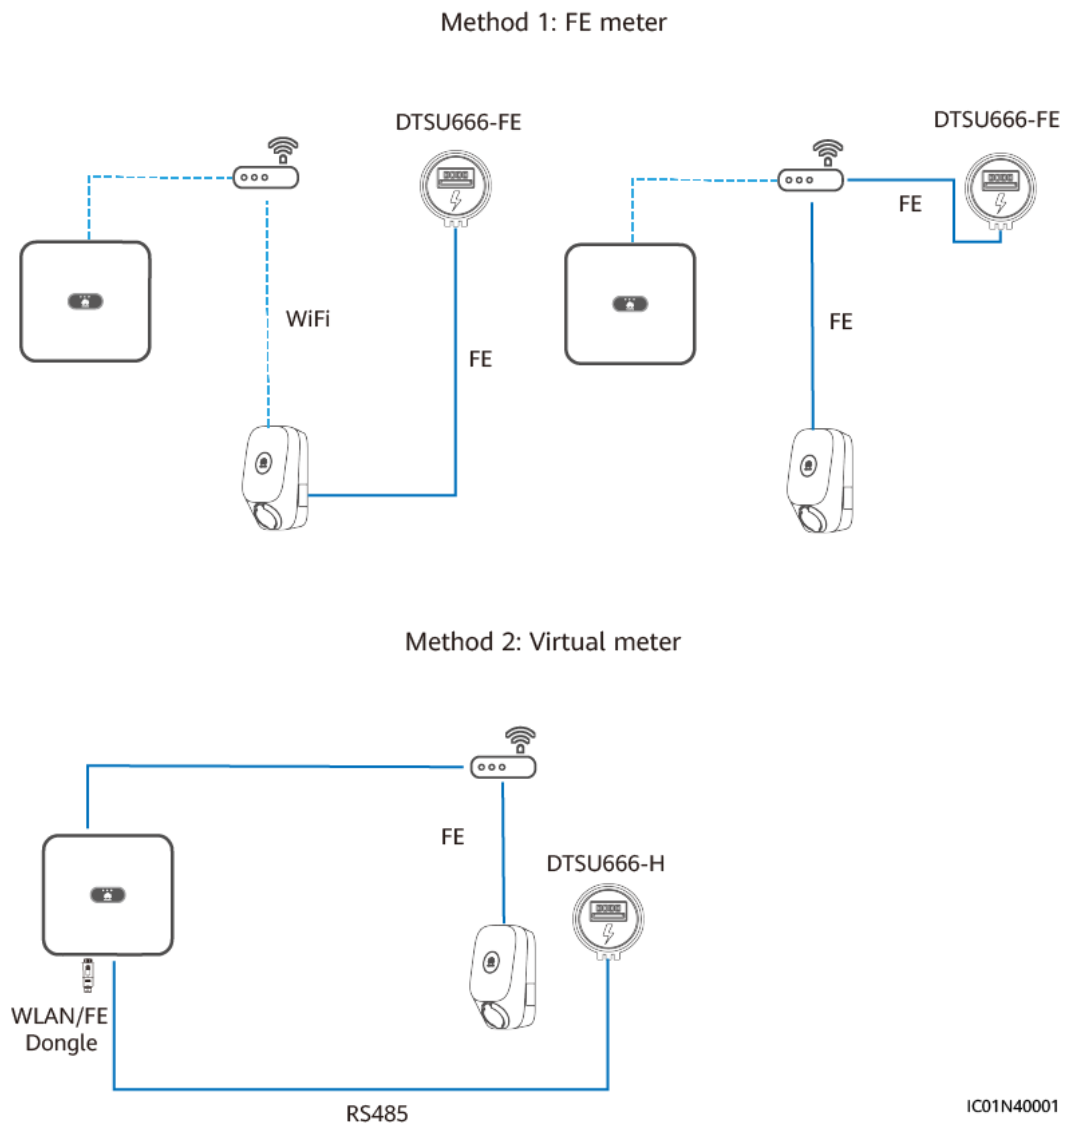 Method 1: FE meter
DTSU666-FE
WiFi
FE
DTSU666-FE
FE
FE
Method 2: Virtual meter
FE
DTSU666-H
WLAN/FE
Dongle
RS485
IC01N40001